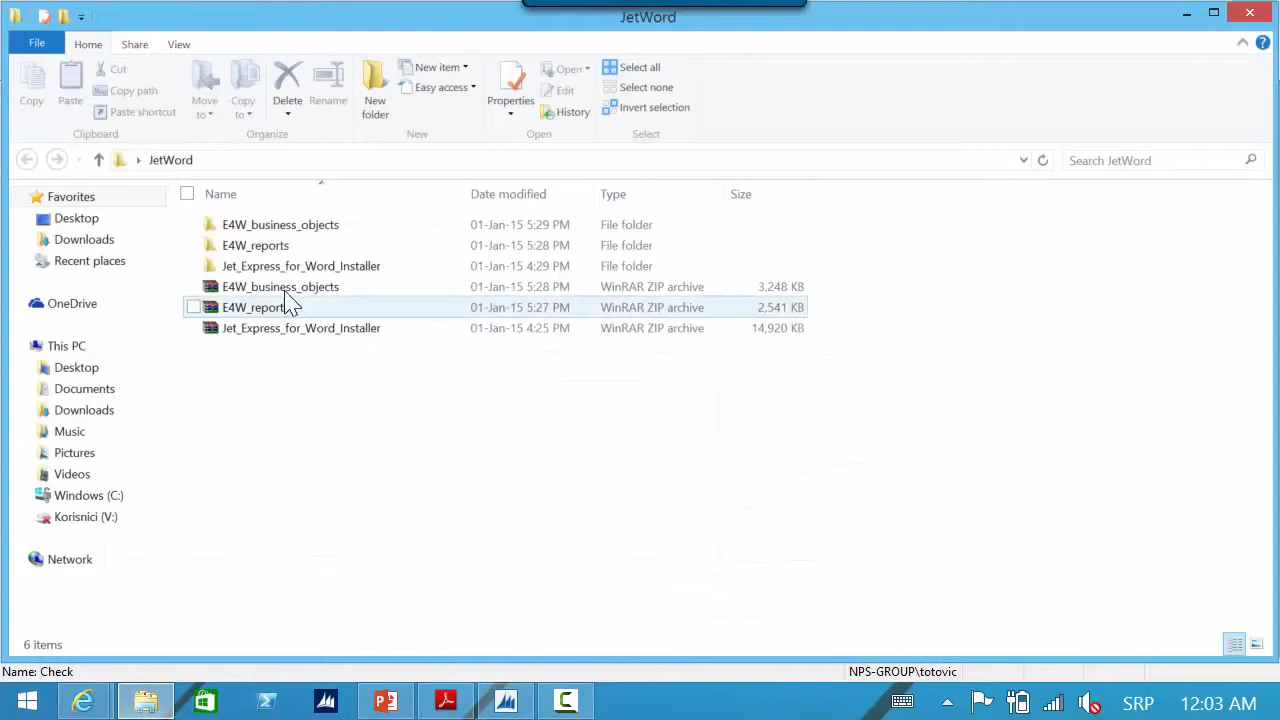 JetWord
File Home Share View
Copy Paste Cut Copy path Paste shortcut Move to Copy to Delete Rename New folder New item Easy access Properties Open Edit History Select all Select none Invert selection
Clipboard Organize New Open Select
JetWord Search JetWord
Name Date modified Type Size
E4W_business_objects 01-Jan-15 5:29 PM File folder
E4W_reports 01-Jan-15 5:28 PM File folder
Jet_Express_for_Word_Installer 01-Jan-15 4:29 PM File folder
E4W_business_objects 01-Jan-15 5:28 PM WinRAR ZIP archive 3,248 KB
E4W_report 01-Jan-15 5:27 PM WinRAR ZIP archive 2,541 KB
Jet_Express_for_Word_Installer 01-Jan-15 4:25 PM WinRAR ZIP archive 14,920 KB
Favorites
Desktop
Downloads
Recent places
OneDrive
This PC
Desktop
Documents
Downloads
Music
Pictures
Videos
Windows (C:)
Korisnici (V:)
Network
6 items
Name: Check NPS-GROUP\totovic
SRP 12:03 AM